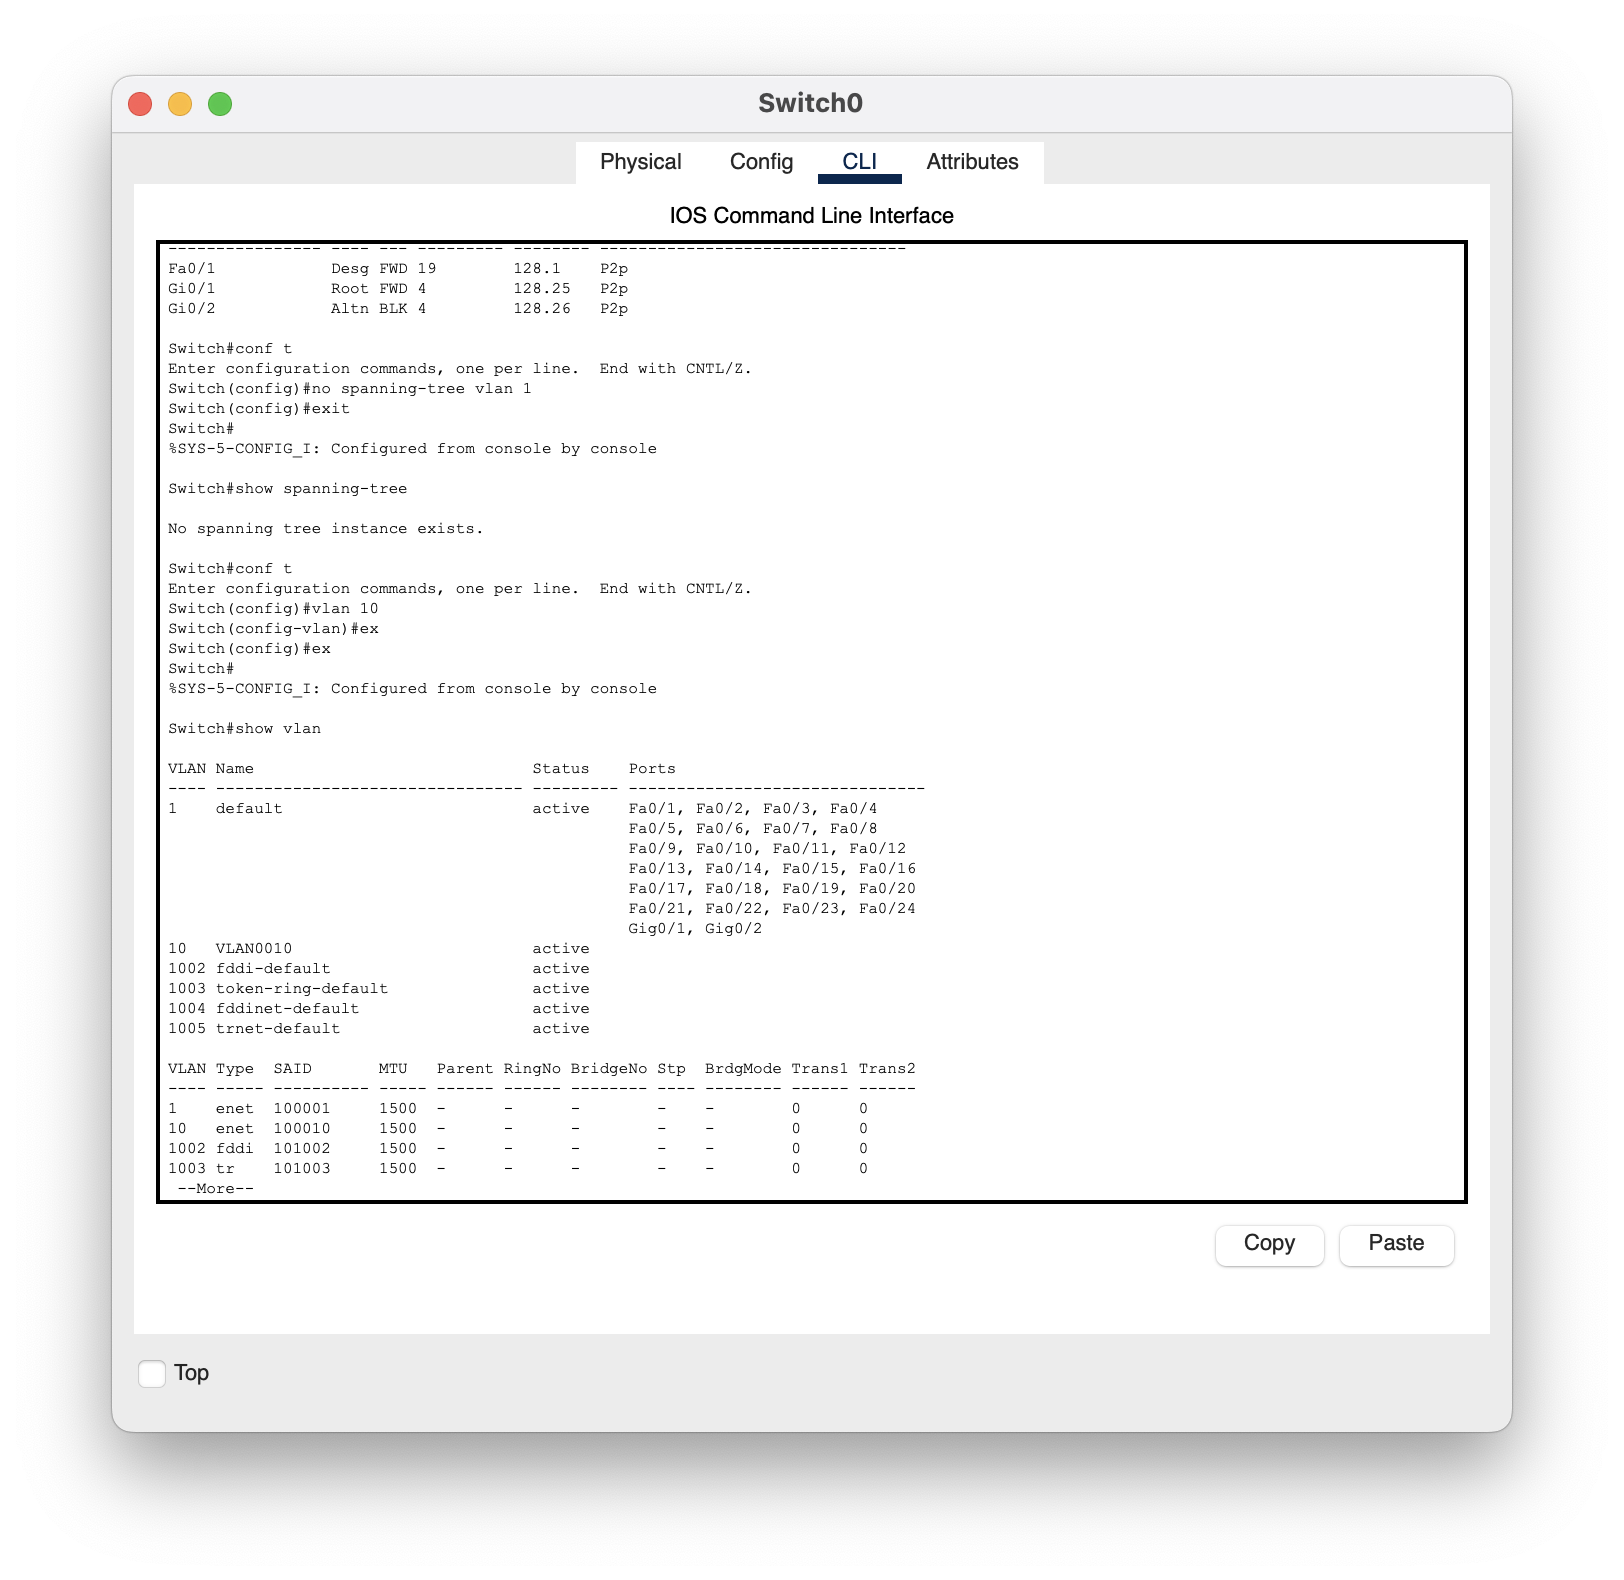 Switch0
Physical Config CLI Attributes
IOS Command Line Interface
---------------- ---- --- --------- -------- --------------------------------
Fa0/1            Desg FWD 19        128.1    P2p
Gi0/1            Root FWD 4         128.25   P2p
Gi0/2            Altn BLK 4         128.26   P2p
Switch#conf t
Enter configuration commands, one per line.  End with CNTL/Z.
Switch(config)#no spanning-tree vlan 1
Switch(config)#exit
Switch#
%SYS-5-CONFIG_I: Configured from console by console
Switch#show spanning-tree
No spanning tree instance exists.
Switch#conf t
Enter configuration commands, one per line.  End with CNTL/Z.
Switch(config)#vlan 10
Switch(config-vlan)#ex
Switch(config)#ex
Switch#
%SYS-5-CONFIG_I: Configured from console by console
Switch#show vlan
VLAN Name                             Status    Ports
---- -------------------------------- --------- -------------------------------
1    default                          active    Fa0/1, Fa0/2, Fa0/3, Fa0/4
                                                Fa0/5, Fa0/6, Fa0/7, Fa0/8
                                                Fa0/9, Fa0/10, Fa0/11, Fa0/12
                                                Fa0/13, Fa0/14, Fa0/15, Fa0/16
                                                Fa0/17, Fa0/18, Fa0/19, Fa0/20
                                                Fa0/21, Fa0/22, Fa0/23, Fa0/24
                                                Gig0/1, Gig0/2
10   VLAN0010                         active
1002 fddi-default                     active
1003 token-ring-default               active
1004 fddinet-default                  active
1005 trnet-default                    active
VLAN Type  SAID       MTU   Parent RingNo BridgeNo Stp  BrdgMode Trans1 Trans2
---- ----- ---------- ----- ------ ------ -------- ---- -------- ------ ------
1    enet  100001     1500  -      -      -        -    -        0      0
10   enet  100010     1500  -      -      -        -    -        0      0
1002 fddi  101002     1500  -      -      -        -    -        0      0
1003 tr    101003     1500  -      -      -        -    -        0      0
 --More--
Copy Paste
Top